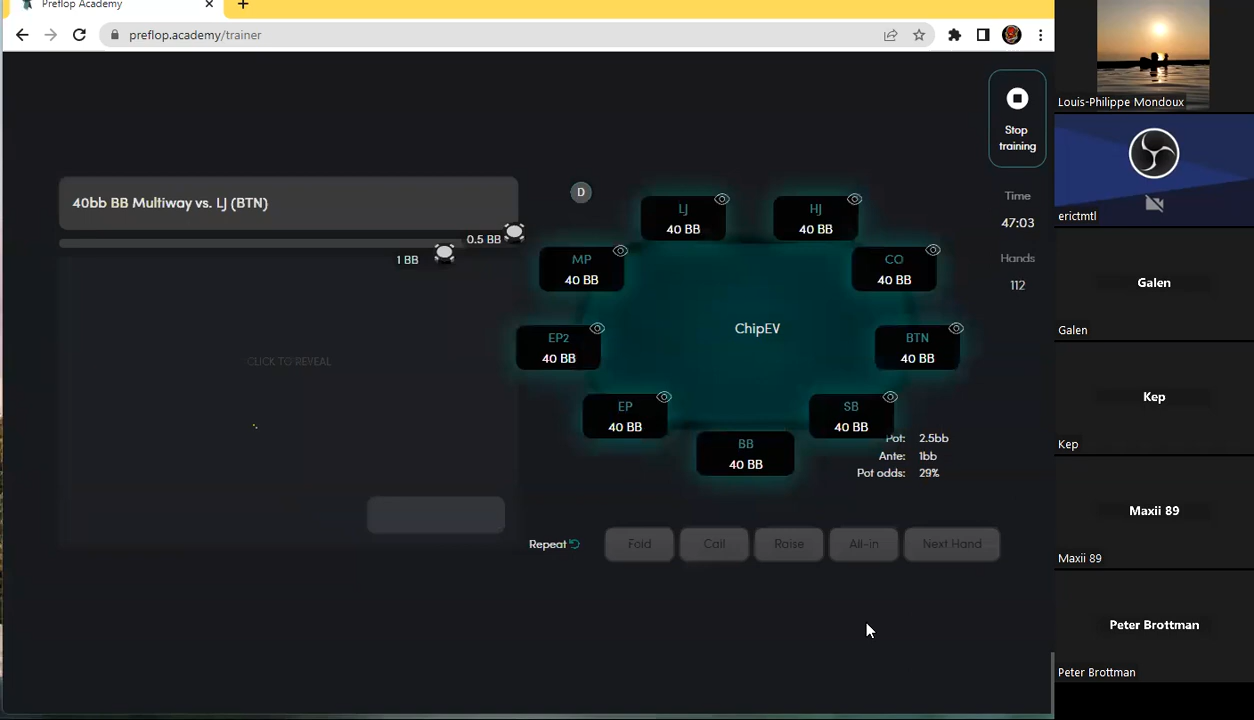 Preflop Academy
preflop.academy/trainer
Stop
training
Time
47:03
Hands
112
40bb BB Multiway vs. LJ (BTN)
0.5 BB
1 BB
CLICK TO REVEAL
D
LJ
40 BB
HJ
40 BB
MP
40 BB
CO
40 BB
EP2
40 BB
ChipEV
BTN
40 BB
EP
40 BB
SB
40 BB
BB
40 BB
Pot: 2.5bb
Ante: 1bb
Pot odds: 29%
Repeat
Fold
Call
Raise
All-in
Next Hand
Louis-Philippe Mondoux
erictmtl
Galen
Galen
Kep
Kep
Maxii 89
Maxii 89
Peter Brottman
Peter Brottman